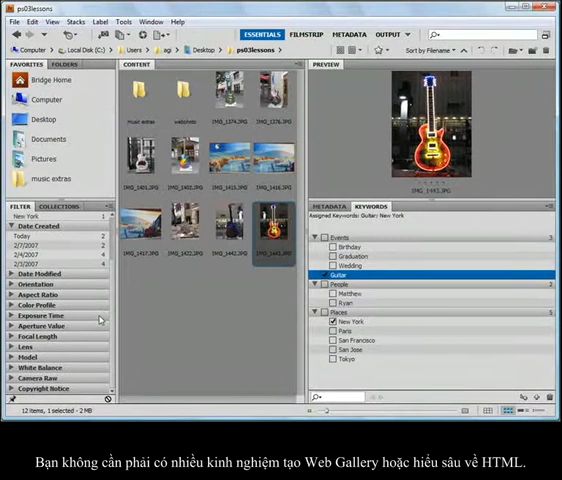 ps03lessons
File Edit View Stacks Label Tools Window Help
ESSENTIALS FILMSTRIP METADATA OUTPUT
Computer Local Disk (C:) Users agi Desktop ps03lessons Sort by Filename
FAVORITES FOLDERS
Bridge Home
Computer
Desktop
Documents
Pictures
music extras
FILTER COLLECTIONS
New York 1
Date Created
Today 2
2/7/2007 2
2/4/2007 4
2/3/2007 4
Date Modified
Orientation
Aspect Ratio
Color Profile
Exposure Time
Aperture Value
Focal Length
Lens
Model
White Balance
Camera Raw
Copyright Notice
CONTENT
music extras
IMG_1374.JPG IMG_1376.JPG
IMG_1401.JPG IMG_1402.JPG IMG_1415.JPG IMG_1416.JPG
IMG_1417.JPG IMG_1422.JPG IMG_1442.JPG IMG_1443.JPG
PREVIEW
IMG_1443.JPG
METADATA KEYWORDS
Assigned Keywords: Guitar; New York
Events 3
Birthday
Graduation
Wedding
Guitar
People 2
Matthew
Ryan
Places 5
New York
Paris
San Francisco
San Jose
Tokyo
12 items, 1 selected - 2 MB
Bạn không cần phải có nhiều kinh nghiệm tạo Web Gallery hoặc hiểu sâu về HTML.